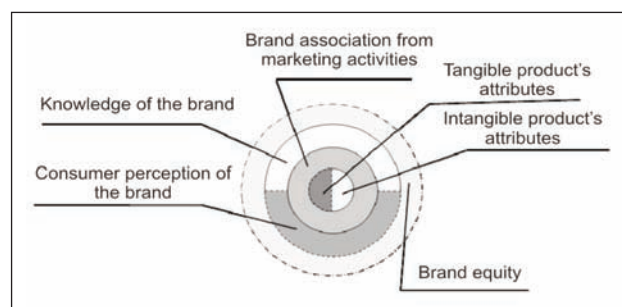 Brand association from
marketing activities
Tangible product's
attributes
Knowledge of the brand
Intangible product's
attributes
Consumer perception of
the brand
Brand equity